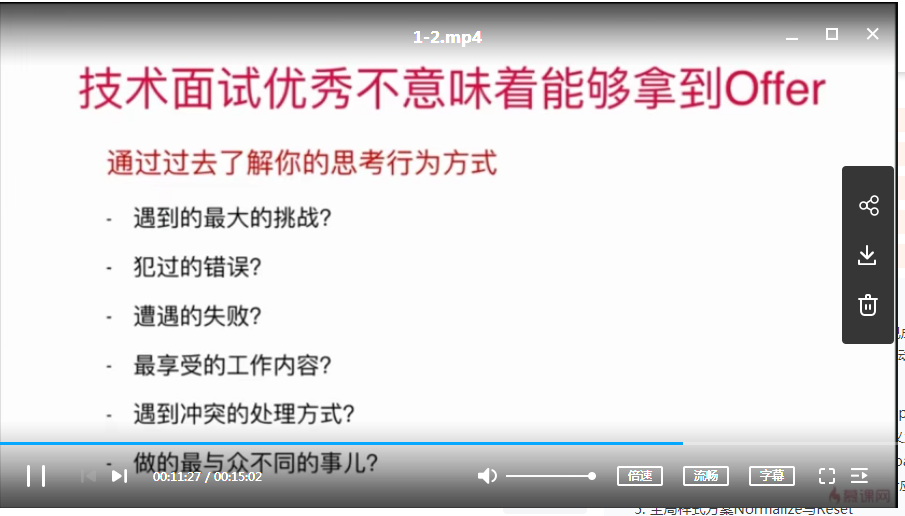 1-2.mp4
技术面试优秀不意味着能够拿到Offer
通过过去了解你的思考行为方式
- 遇到的最大的挑战?
- 犯过的错误?
- 遭遇的失败?
- 最享受的工作内容?
- 遇到冲突的处理方式?
- 做的最与众不同的事儿?
00:11:27 / 00:15:02
倍速
流畅
字幕
慕课网
5. 全局样式方案Normalize与Reset